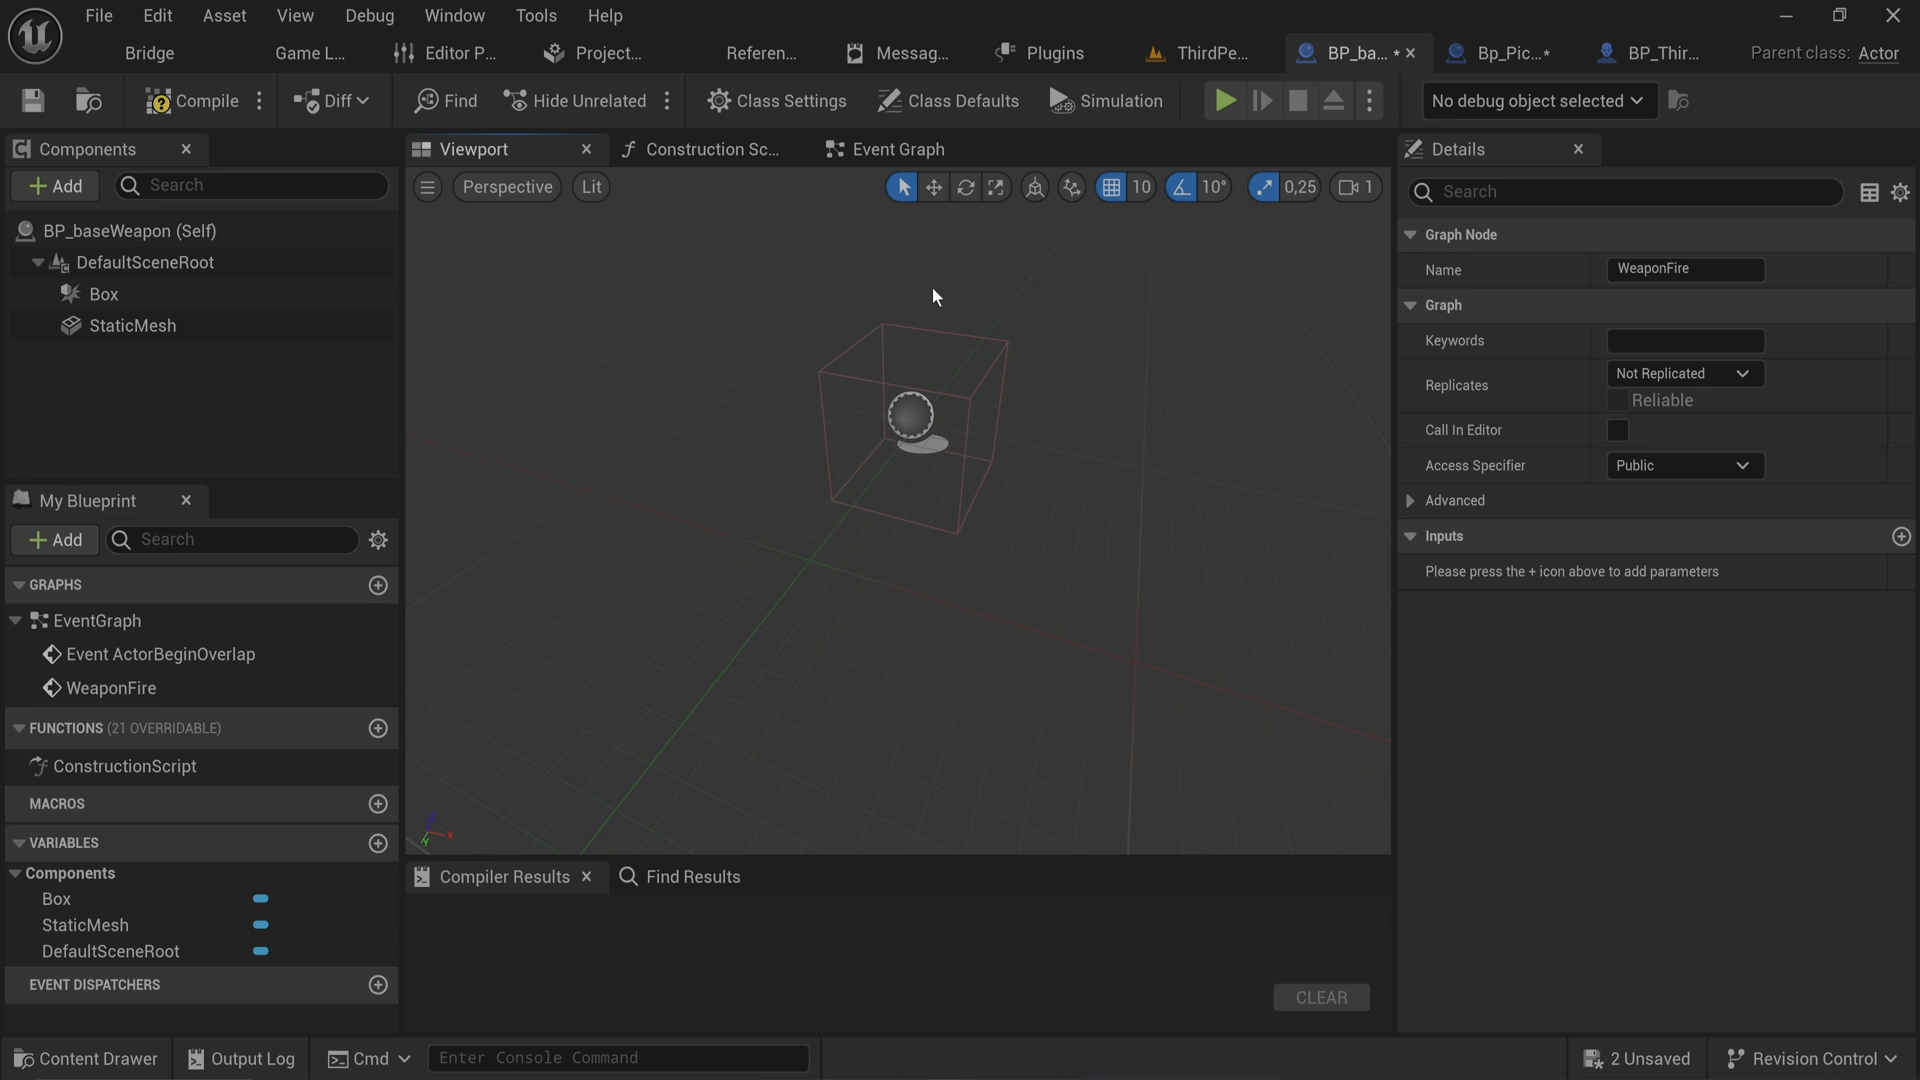 File Edit Asset View Debug Window Tools Help
Bridge Game L... Editor P... Project... Referen... Messag... Plugins ThirdPe... BP_ba... * Bp_Pic...* BP_Thir... Parent class: Actor
Compile Diff Find Hide Unrelated Class Settings Class Defaults Simulation No debug object selected
Components
Add Search
BP_baseWeapon (Self)
DefaultSceneRoot
Box
StaticMesh
My Blueprint
Add Search
GRAPHS
EventGraph
Event ActorBeginOverlap
WeaponFire
FUNCTIONS (21 OVERRIDABLE)
ConstructionScript
MACROS
VARIABLES
Components
Box
StaticMesh
DefaultSceneRoot
EVENT DISPATCHERS
Viewport Construction Sc... Event Graph
Perspective Lit 10 10° 0,25 1
Z
X
Y
Compiler Results Find Results
CLEAR
Details
Search
Graph Node
Name WeaponFire
Graph
Keywords
Replicates Not Replicated
Reliable
Call In Editor
Access Specifier Public
Advanced
Inputs
Please press the + icon above to add parameters
Content Drawer Output Log Cmd Enter Console Command 2 Unsaved Revision Control